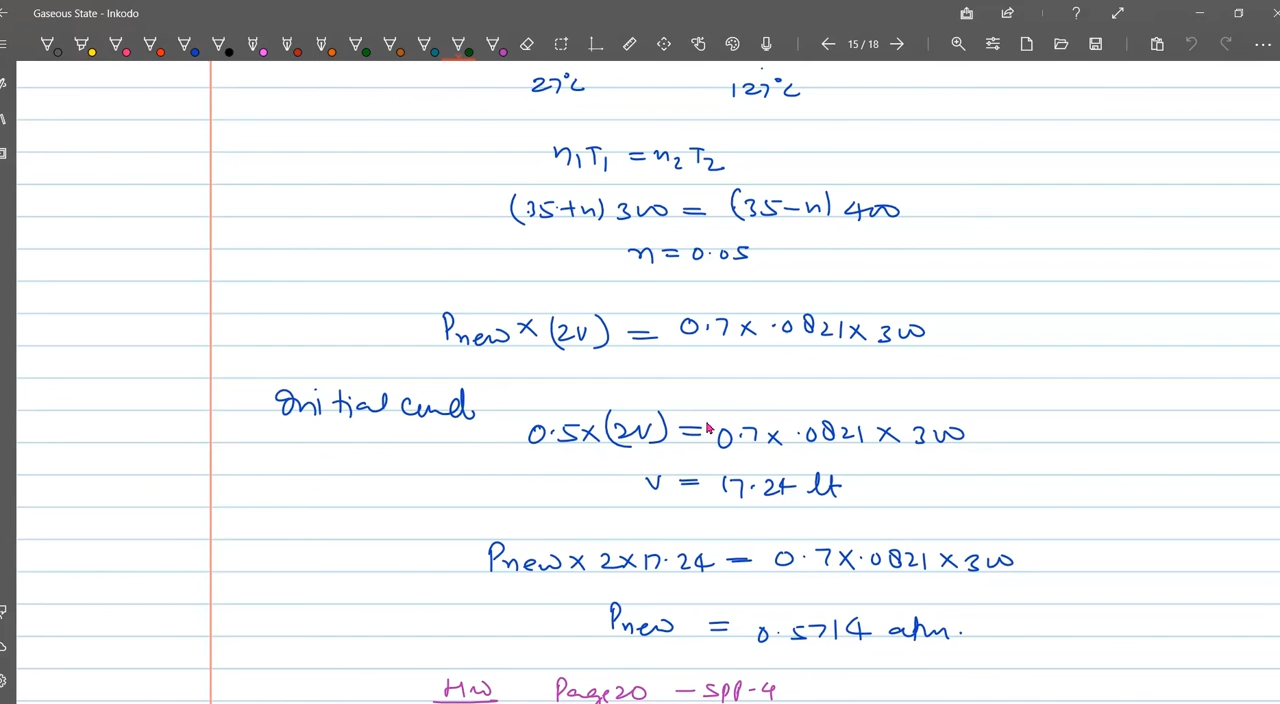 Gaseous State - Inkodo
15 / 18
27°C 127°C
n₁T₁ = n₂T₂
(.35+n) 300 = (35-n) 400
n = 0.05
Pnew × (2V) = 0.7 × .0821 × 300
Initial cond
0.5 × (2V) = 0.7 × .0821 × 300
V = 17.24 lt
Pnew × 2 × 17.24 = 0.7 × .0821 × 300
Pnew = 0.5714 atm.
HW Page 20 - SPP-4